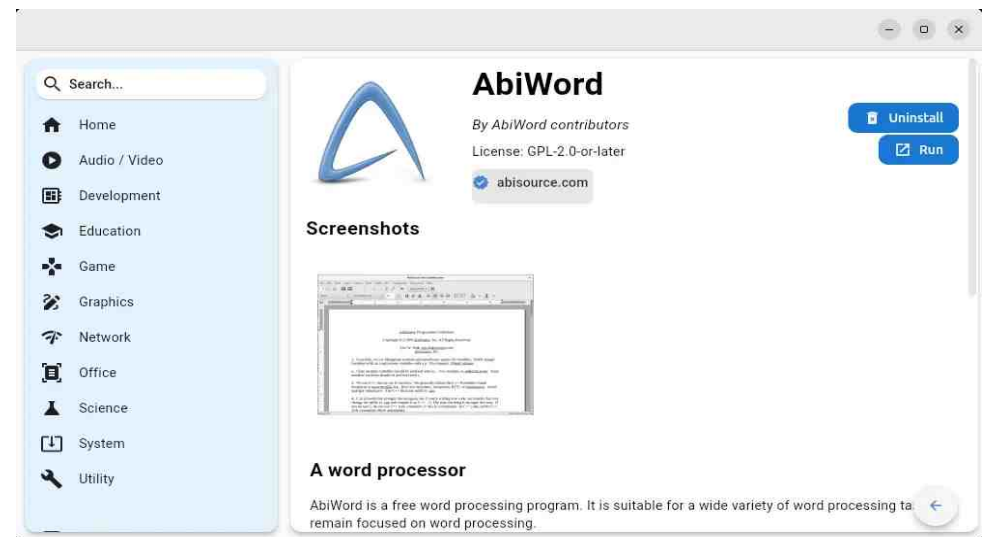 Search...
Home
Audio / Video
Development
Education
Game
Graphics
Network
Office
Science
System
Utility
AbiWord
By AbiWord contributors
License: GPL-2.0-or-later
abisource.com
Uninstall
Run
Screenshots
A word processor
AbiWord is a free word processing program. It is suitable for a wide variety of word processing ta
remain focused on word processing.